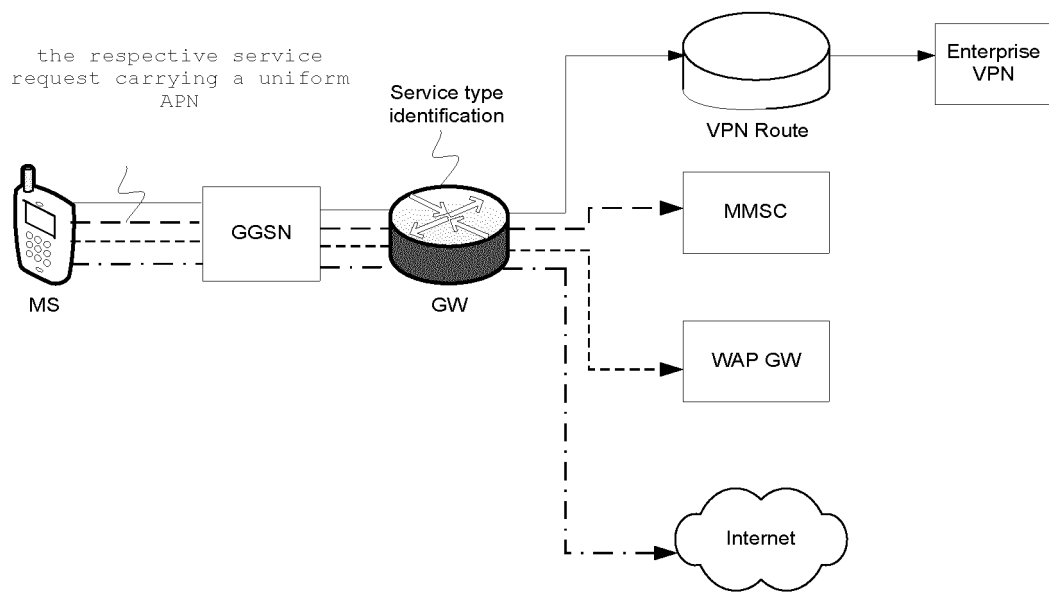 the respective service
request carrying a uniform
APN
Service type
identification
Enterprise
VPN
VPN Route
MMSC
GGSN
MS
GW
WAP GW
Internet